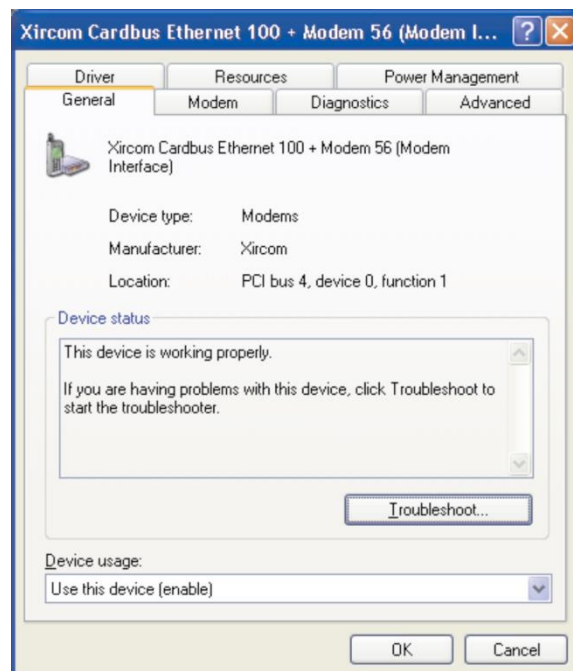 Xircom Cardbus Ethernet 100 + Modem 56 (Modem I...
Driver Resources Power Management
General Modem Diagnostics Advanced
Xircom Cardbus Ethernet 100 + Modem 56 (Modem
Interface)
Device type: Modems
Manufacturer: Xircom
Location: PCI bus 4, device 0, function 1
Device status
This device is working properly.
If you are having problems with this device, click Troubleshoot to
start the troubleshooter.
Troubleshoot...
Device usage:
Use this device (enable)
OK Cancel